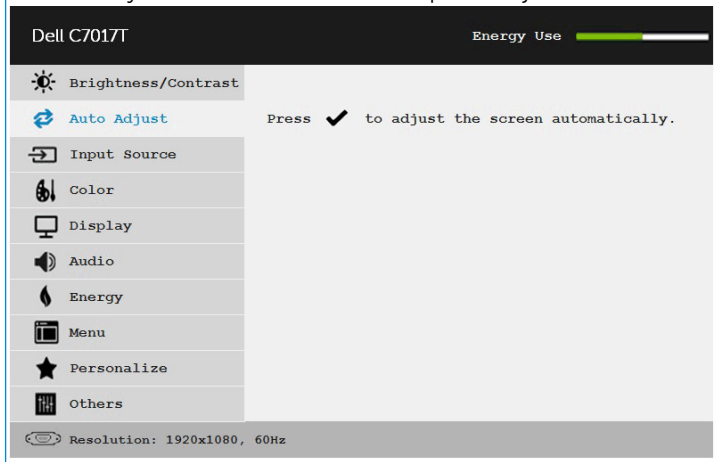 Dell C7017T
Energy Use
Brightness/Contrast
Auto Adjust
Press ✔ to adjust the screen automatically.
Input Source
Color
Display
Audio
Energy
Menu
Personalize
Others
Resolution: 1920x1080, 60Hz